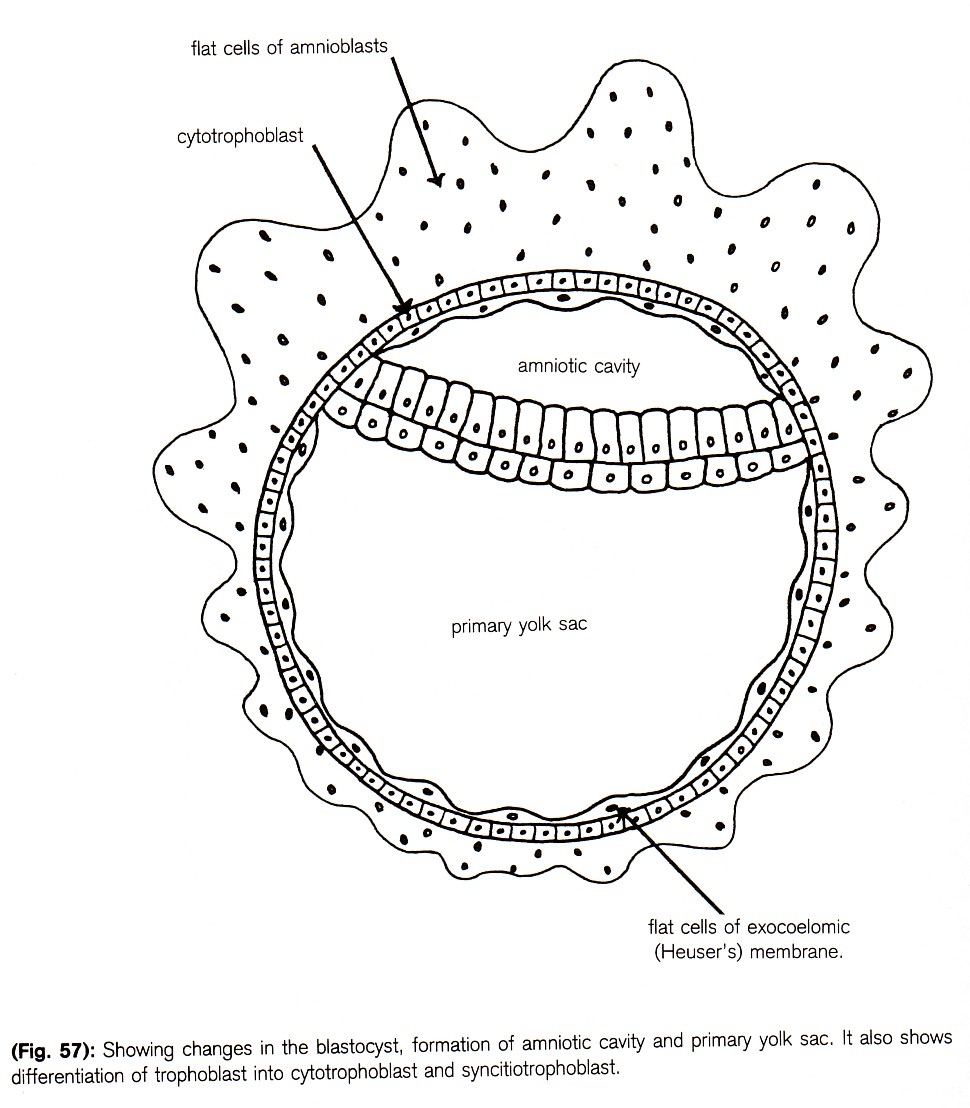 flat cells of amnioblasts
cytotrophoblast
amniotic cavity
primary yolk sac
flat cells of exocoelomic
(Heuser's) membrane.
(Fig. 57): Showing changes in the blastocyst, formation of amniotic cavity and primary yolk sac. It also shows
differentiation of trophoblast into cytotrophoblast and syncitiotrophoblast.